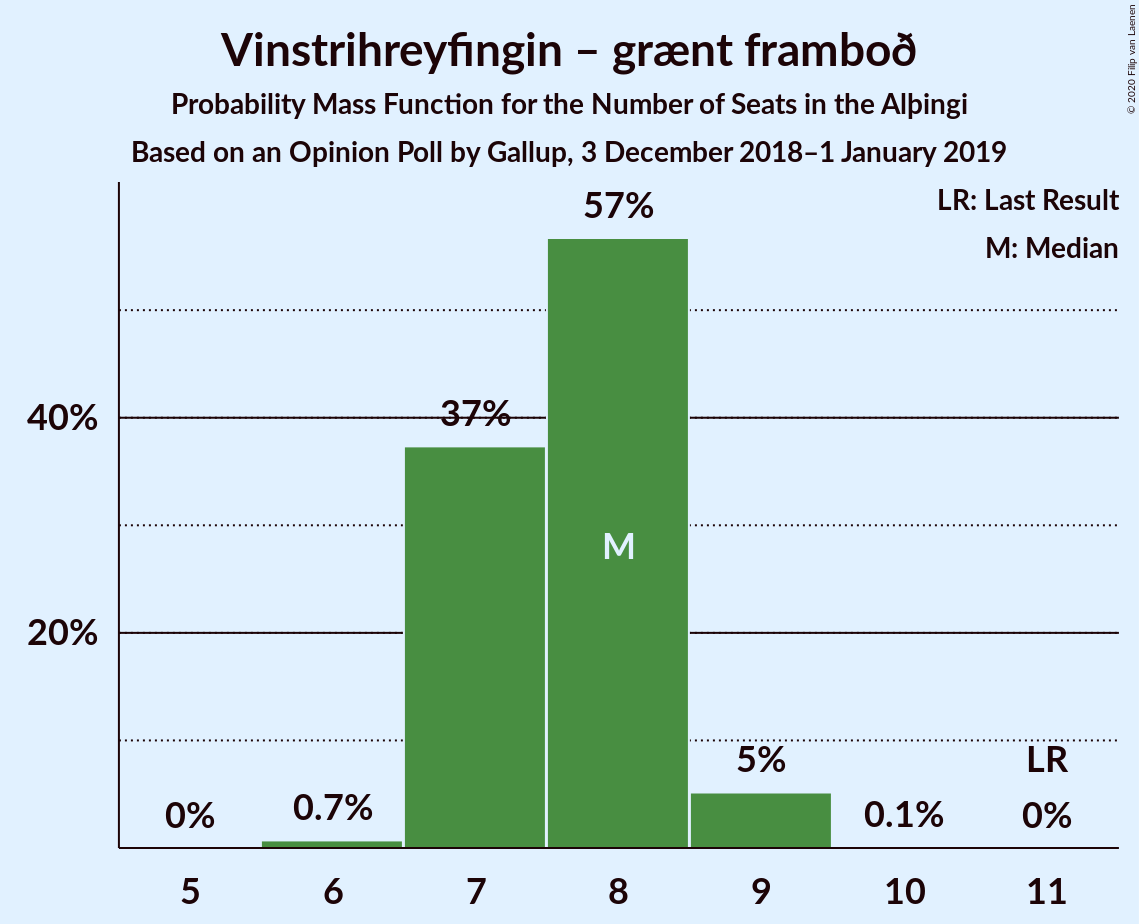 Vinstrihreyfingin – grænt framboð
Probability Mass Function for the Number of Seats in the Alþingi
Based on an Opinion Poll by Gallup, 3 December 2018–1 January 2019
© 2020 Filip van Laenen
LR: Last Result
M: Median
57%
40%
37%
M
20%
5%
LR
0%
0.7%
0.1%
0%
5
6
7
8
9
10
11